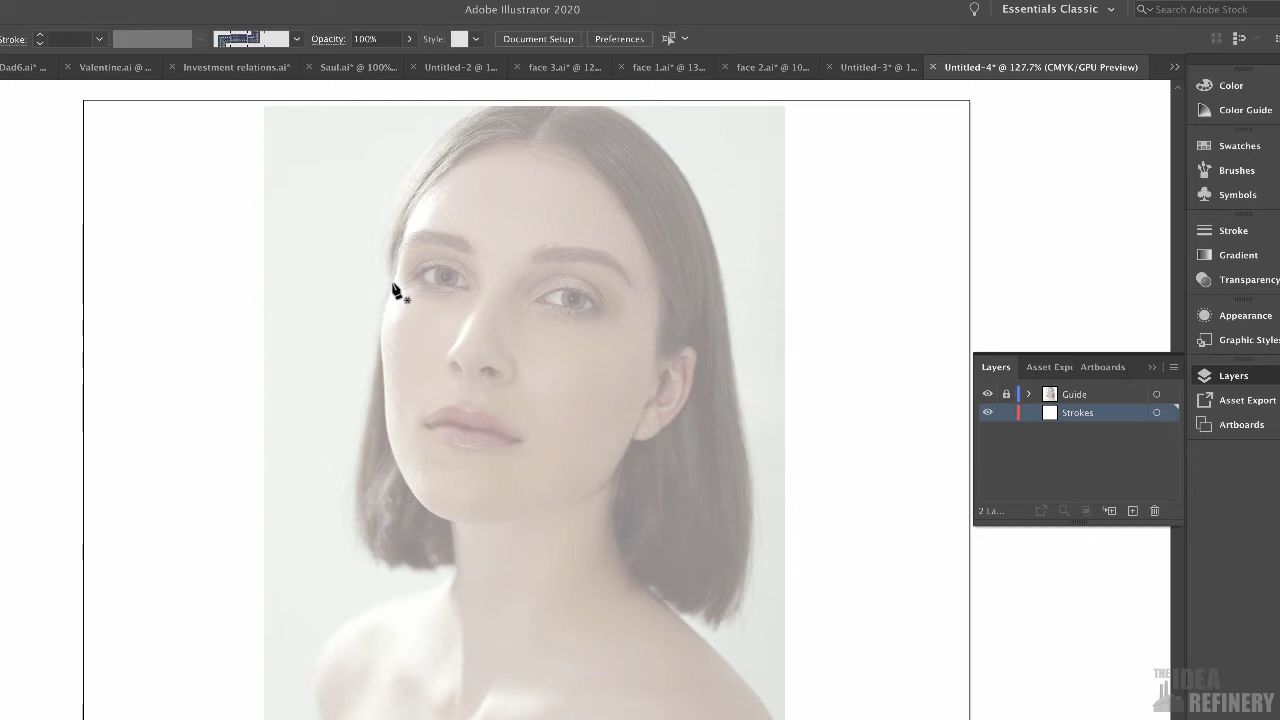 Adobe Illustrator 2020
Essentials Classic
Search Adobe Stock
Stroke:
Opacity: 100%
Style:
Document Setup
Preferences
Dad6.ai* ...
Valentine.ai @ ...
Investment relations.ai*
Saul.ai* @ 100%...
Untitled-2 @ 1...
face 3.ai* @ 12...
face 1.ai* @ 13...
face 2.ai* @ 10...
Untitled-3* @ 1...
Untitled-4* @ 127.7% (CMYK/GPU Preview)
Color
Color Guide
Swatches
Brushes
Symbols
Stroke
Gradient
Transparency
Appearance
Graphic Styles
Layers
Asset Export
Artboards
Layers
Asset Expo
Artboards
Guide
Strokes
2 La...
THE IDEA
REFINERY